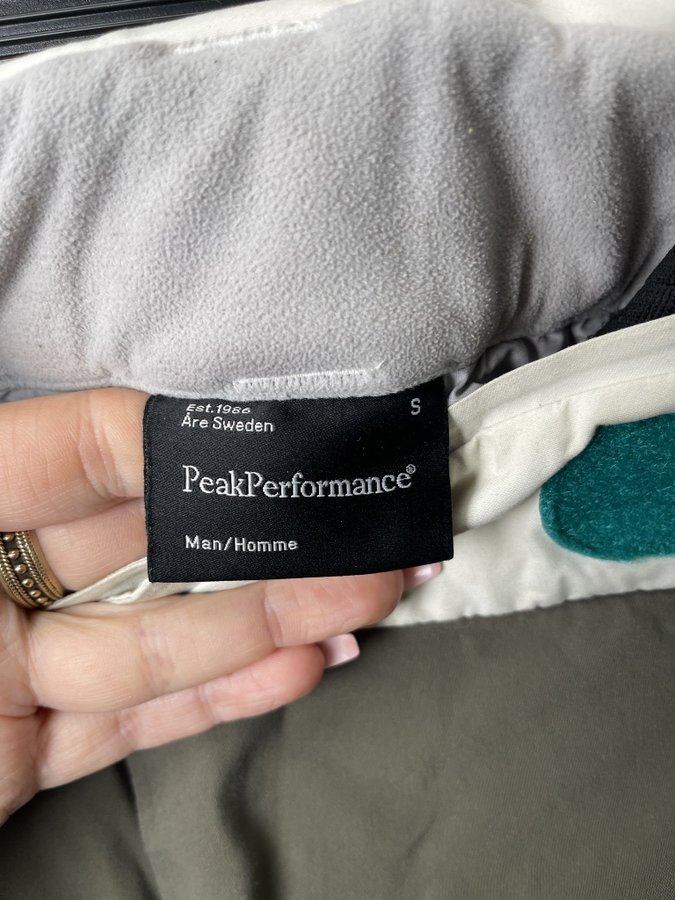 Est.1986
Åre Sweden
S
PeakPerformance®
Man/Homme